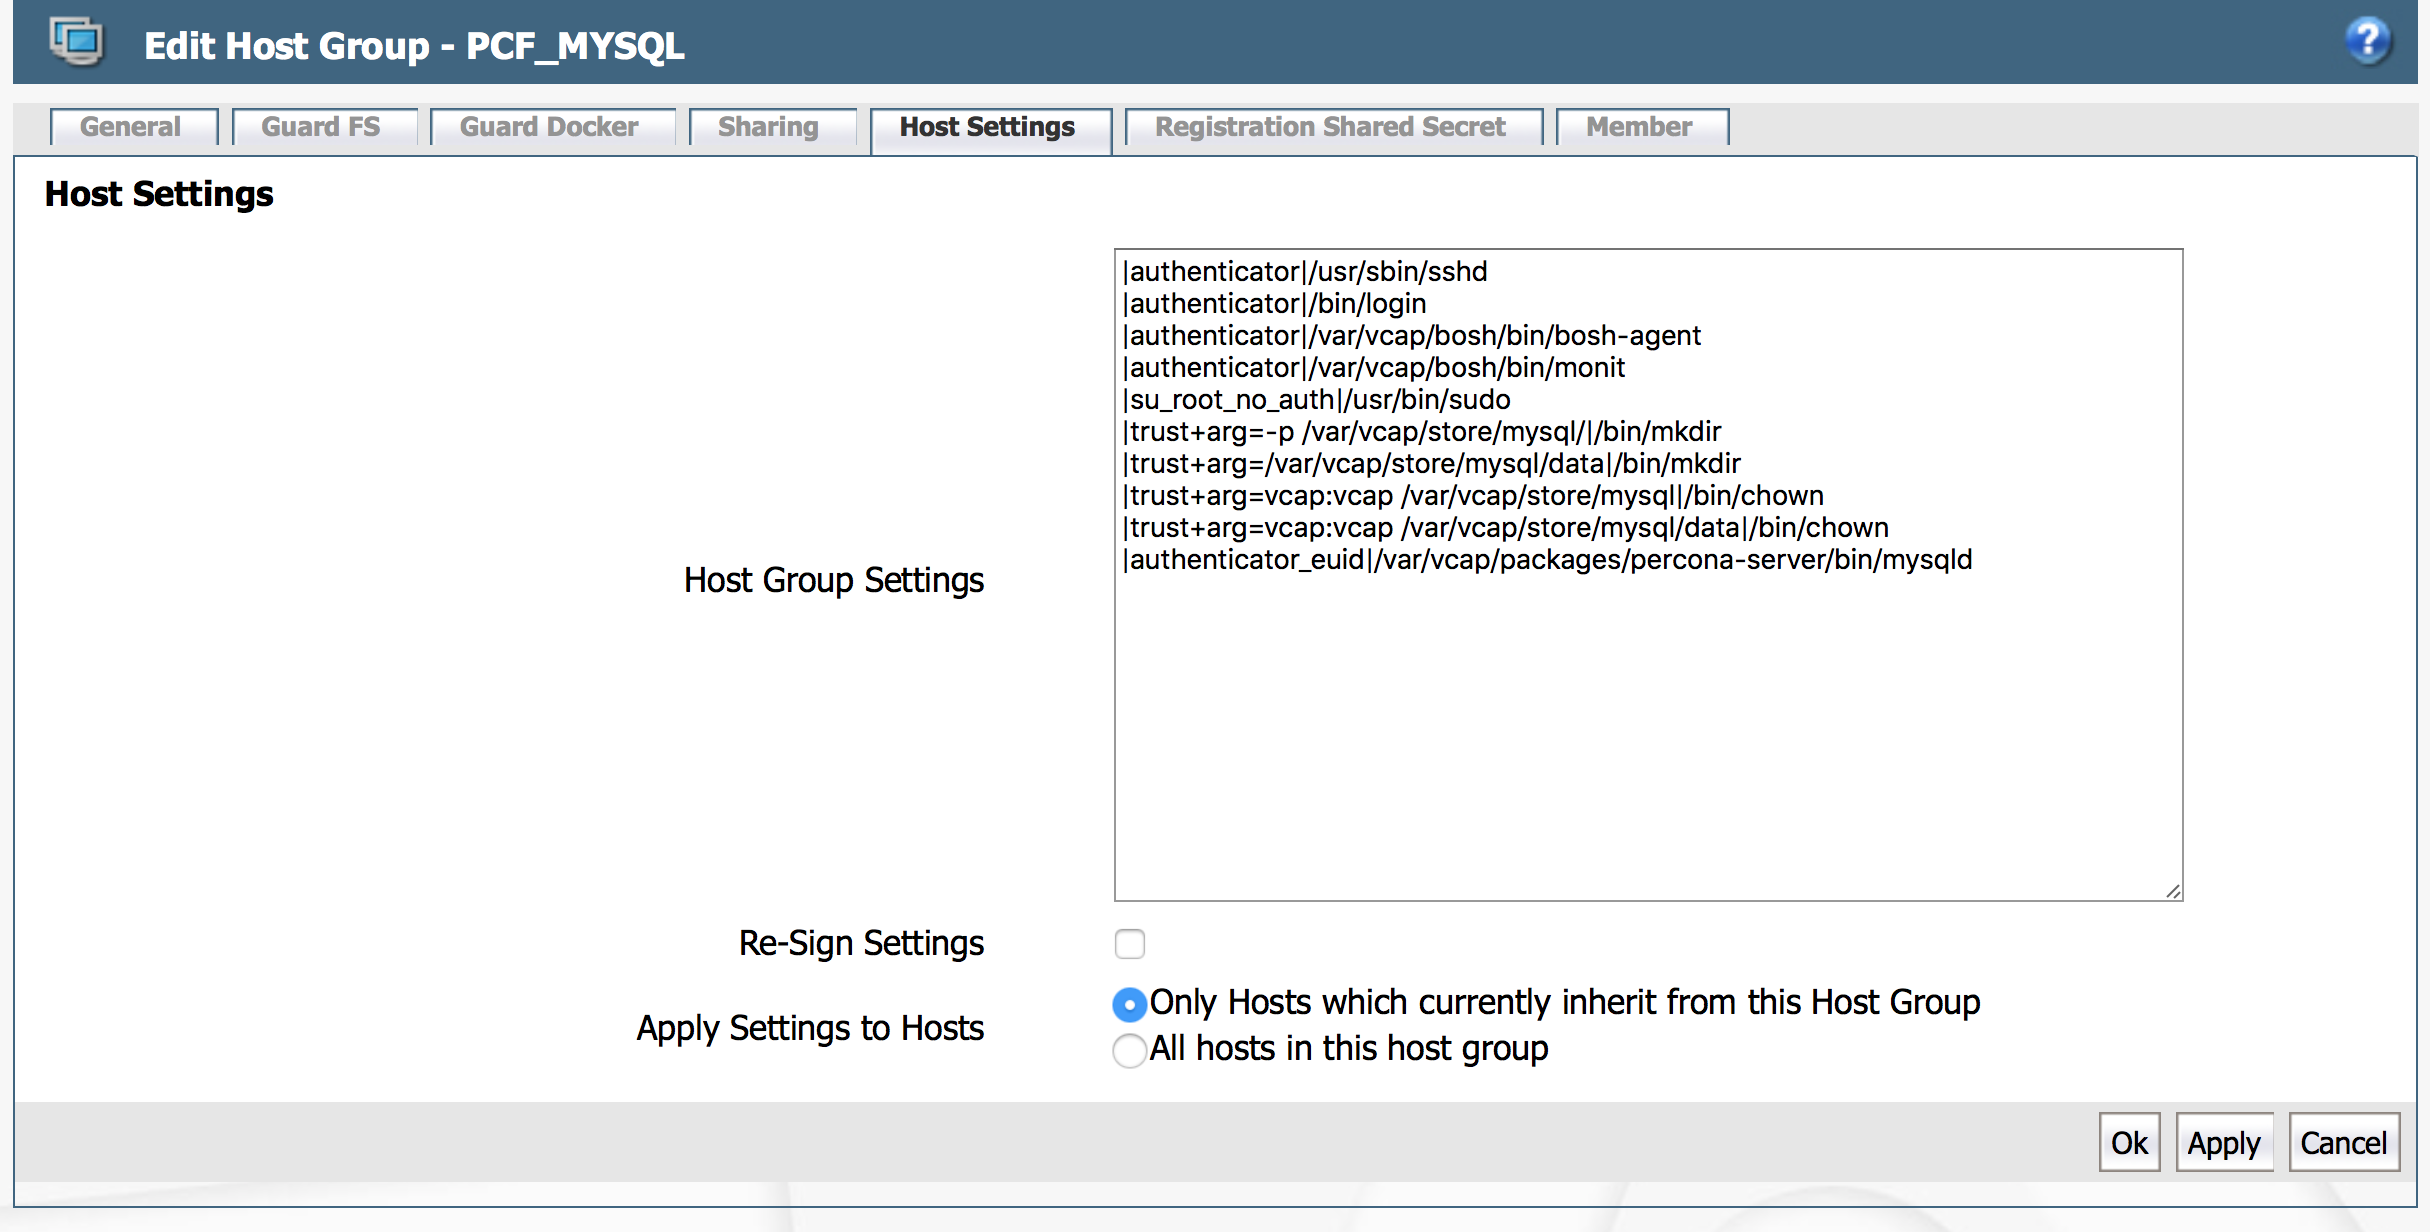 Edit Host Group - PCF_MYSQL
?
General Guard FS Guard Docker Sharing Host Settings Registration Shared Secret Member
Host Settings
|authenticator|/usr/sbin/sshd
|authenticator|/bin/login
|authenticator|/var/vcap/bosh/bin/bosh-agent
|authenticator|/var/vcap/bosh/bin/monit
|su_root_no_auth|/usr/bin/sudo
|trust+arg=-p /var/vcap/store/mysql/|/bin/mkdir
|trust+arg=/var/vcap/store/mysql/data|/bin/mkdir
|trust+arg=vcap:vcap /var/vcap/store/mysql|/bin/chown
|trust+arg=vcap:vcap /var/vcap/store/mysql/data|/bin/chown
|authenticator_euid|/var/vcap/packages/percona-server/bin/mysqld
Host Group Settings
Re-Sign Settings
Apply Settings to Hosts
Only Hosts which currently inherit from this Host Group
All hosts in this host group
Ok Apply Cancel